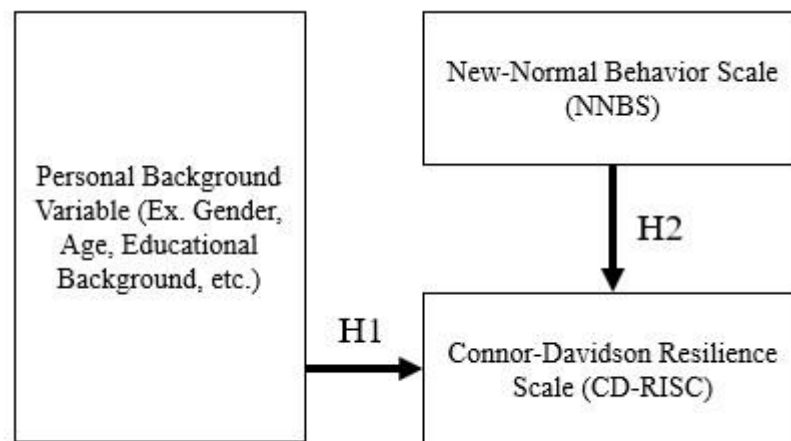 Personal Background
Variable (Ex. Gender,
Age, Educational
Background, etc.)
H1
New-Normal Behavior Scale
(NNBS)
H2
Connor-Davidson Resilience
Scale (CD-RISC)